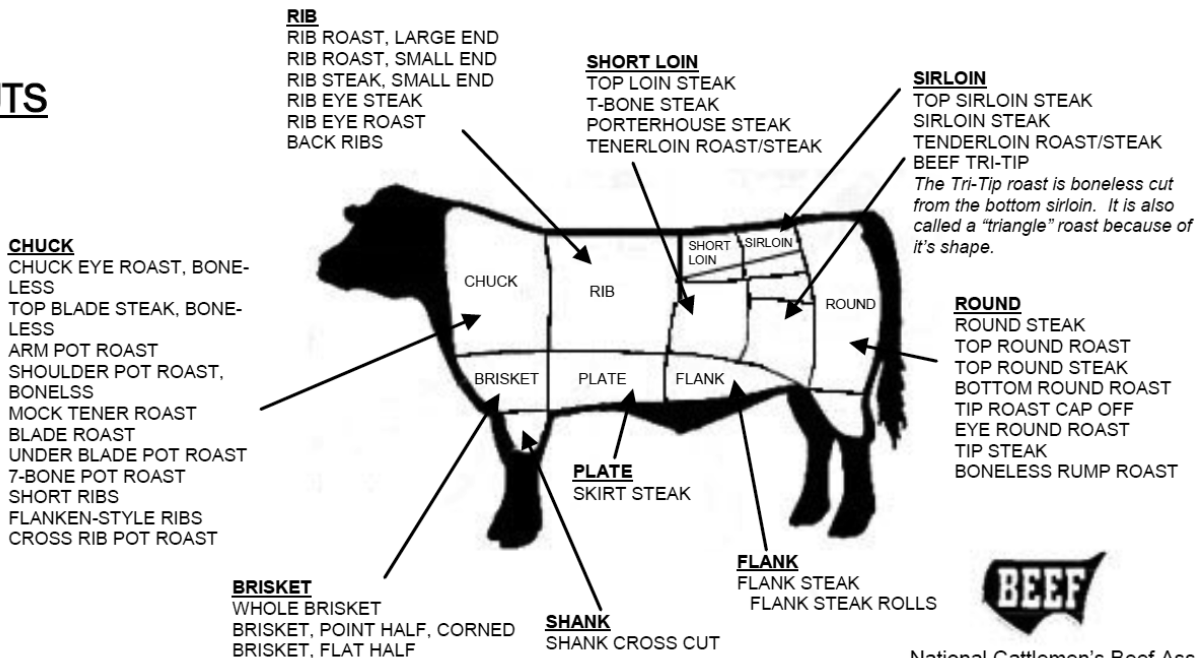 UTS
RIB
RIB ROAST, LARGE END
RIB ROAST, SMALL END
RIB STEAK, SMALL END
RIB EYE STEAK
RIB EYE ROAST
BACK RIBS
SHORT LOIN
TOP LOIN STEAK
T-BONE STEAK
PORTERHOUSE STEAK
TENERLOIN ROAST/STEAK
SIRLOIN
TOP SIRLOIN STEAK
SIRLOIN STEAK
TENDERLOIN ROAST/STEAK
BEEF TRI-TIP
The Tri-Tip roast is boneless cut
from the bottom sirloin. It is also
called a “triangle” roast because of
it’s shape.
CHUCK
CHUCK EYE ROAST, BONE-
LESS
TOP BLADE STEAK, BONE-
LESS
ARM POT ROAST
SHOULDER POT ROAST,
BONELSS
MOCK TENER ROAST
BLADE ROAST
UNDER BLADE POT ROAST
7-BONE POT ROAST
SHORT RIBS
FLANKEN-STYLE RIBS
CROSS RIB POT ROAST
CHUCK
RIB
SHORT
LOIN
SIRLOIN
ROUND
BRISKET
PLATE
FLANK
ROUND
ROUND STEAK
TOP ROUND ROAST
TOP ROUND STEAK
BOTTOM ROUND ROAST
TIP ROAST CAP OFF
EYE ROUND ROAST
TIP STEAK
BONELESS RUMP ROAST
PLATE
SKIRT STEAK
BRISKET
WHOLE BRISKET
BRISKET, POINT HALF, CORNED
BRISKET, FLAT HALF
SHANK
SHANK CROSS CUT
FLANK
FLANK STEAK
FLANK STEAK ROLLS
BEEF
National Cattlemen's Beef Ass